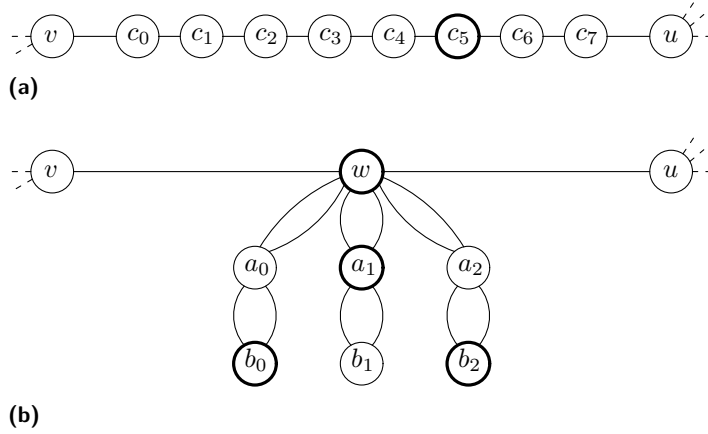 v c₀ c₁ c₂ c₃ c₄ c₅ c₆ c₇ u
(a)
v w u
a₀ a₁ a₂
b₀ b₁ b₂
(b)